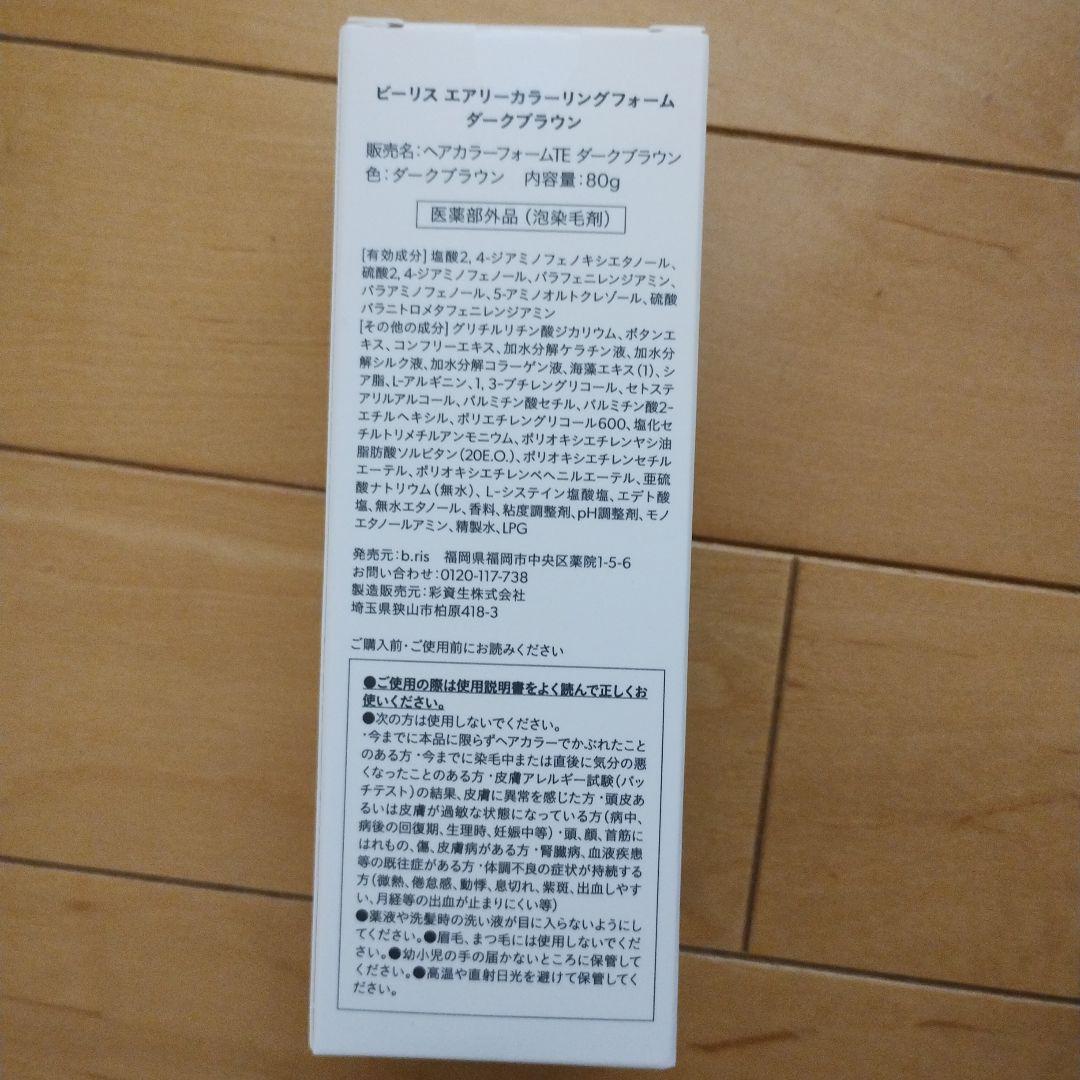 ビーリス エアリーカラーリングフォーム
ダークブラウン
販売名:ヘアカラーフォームTE ダークブラウン
色:ダークブラウン 内容量:80g
医薬部外品(泡染毛剤)
[有効成分]塩酸2, 4-ジアミノフェノキシエタノール、
硫酸2, 4-ジアミノフェノール、パラフェニレンジアミン、
パラアミノフェノール、5-アミノオルトクレゾール、硫酸
パラニトロメタフェニレンジアミン
[その他の成分]グリチルリチン酸ジカリウム、ボタンエ
キス、コンフリーエキス、加水分解ケラチン液、加水分
解シルク液、加水分解コラーゲン液、海藻エキス(1)、シ
ア脂、L-アルギニン、1, 3-ブチレングリコール、セトステ
アリルアルコール、パルミチン酸セチル、パルミチン酸2-
エチルヘキシル、ポリエチレングリコール600、塩化セ
チルトリメチルアンモニウム、ポリオキシエチレンヤシ油
脂肪酸ソルビタン(20E.O.)、ポリオキシエチレンセチル
エーテル、ポリオキシエチレンベヘニルエーテル、亜硫
酸ナトリウム(無水)、L-システイン塩酸塩、エデト酸
塩、無水エタノール、香料、粘度調整剤、pH調整剤、モノ
エタノールアミン、精製水、LPG
発売元:b.ris 福岡県福岡市中央区薬院1-5-6
お問い合わせ:0120-117-738
製造販売元:彩資生株式会社
埼玉県狭山市柏原418-3
ご購入前・ご使用前にお読みください
●ご使用の際は使用説明書をよく読んで正しくお
使いください。
●次の方は使用しないでください。
・今までに本品に限らずヘアカラーでかぶれたこと
のある方・今までに染毛中または直後に気分の悪
くなったことのある方・皮膚アレルギー試験(パッ
チテスト)の結果、皮膚に異常を感じた方・頭皮あ
るいは皮膚が過敏な状態になっている方(病中、
病後の回復期、生理時、妊娠中等)・頭、顔、首筋に
はれもの、傷、皮膚病がある方・腎臓病、血液疾患
等の既往症がある方・体調不良の症状が持続する
方(微熱、倦怠感、動悸、息切れ、紫斑、出血しやす
い、月経等の出血が止まりにくい等)
●薬液や洗髪時の洗い液が目に入らないようにし
てください。●眉毛、まつ毛には使用しないでくだ
さい。●幼小児の手の届かないところに保管して
ください。●高温や直射日光を避けて保管してく
ださい。